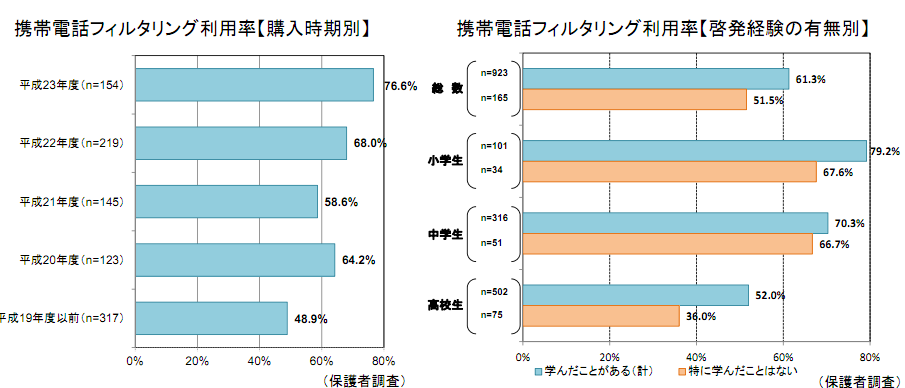 携帯電話フィルタリング利用率【購入時期別】
平成23年度(n=154)
76.6%
平成22年度(n=219)
68.0%
平成21年度(n=145)
58.6%
平成20年度(n=123)
64.2%
平成19年度以前(n=317)
48.9%
0% 20% 40% 60% 80%
(保護者調査)
携帯電話フィルタリング利用率【啓発経験の有無別】
総 数
n=923
61.3%
n=165
51.5%
小学生
n=101
79.2%
n=34
67.6%
中学生
n=316
70.3%
n=51
66.7%
高校生
n=502
52.0%
n=75
36.0%
0% 20% 40% 60% 80%
学んだことがある(計) 特に学んだことはない
(保護者調査)